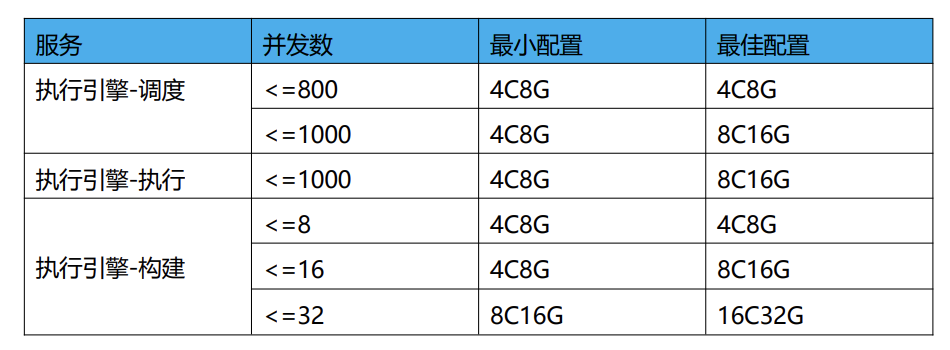 服务 并发数 最小配置 最佳配置
执行引擎-调度 <=800 4C8G 4C8G
<=1000 4C8G 8C16G
执行引擎-执行 <=1000 4C8G 8C16G
<=8 4C8G 4C8G
执行引擎-构建 <=16 4C8G 8C16G
<=32 8C16G 16C32G